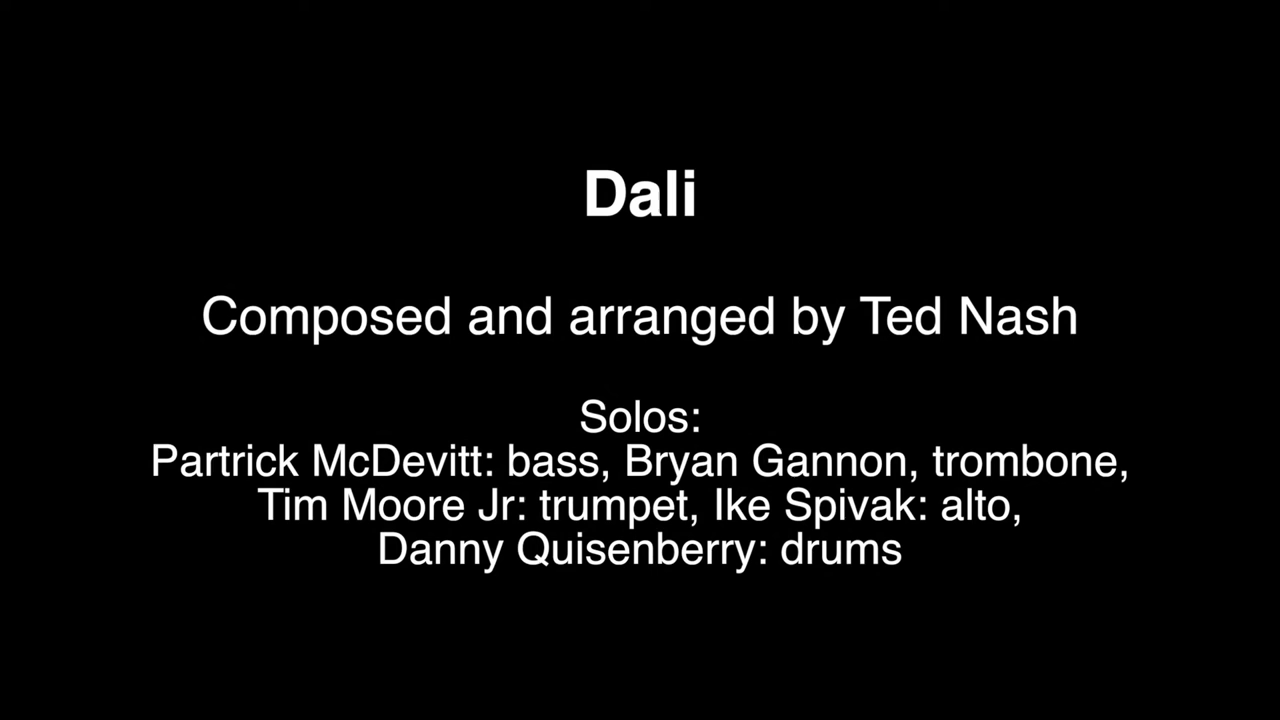 Dali
Composed and arranged by Ted Nash
Solos:
Partrick McDevitt: bass, Bryan Gannon, trombone,
Tim Moore Jr: trumpet, Ike Spivak: alto,
Danny Quisenberry: drums